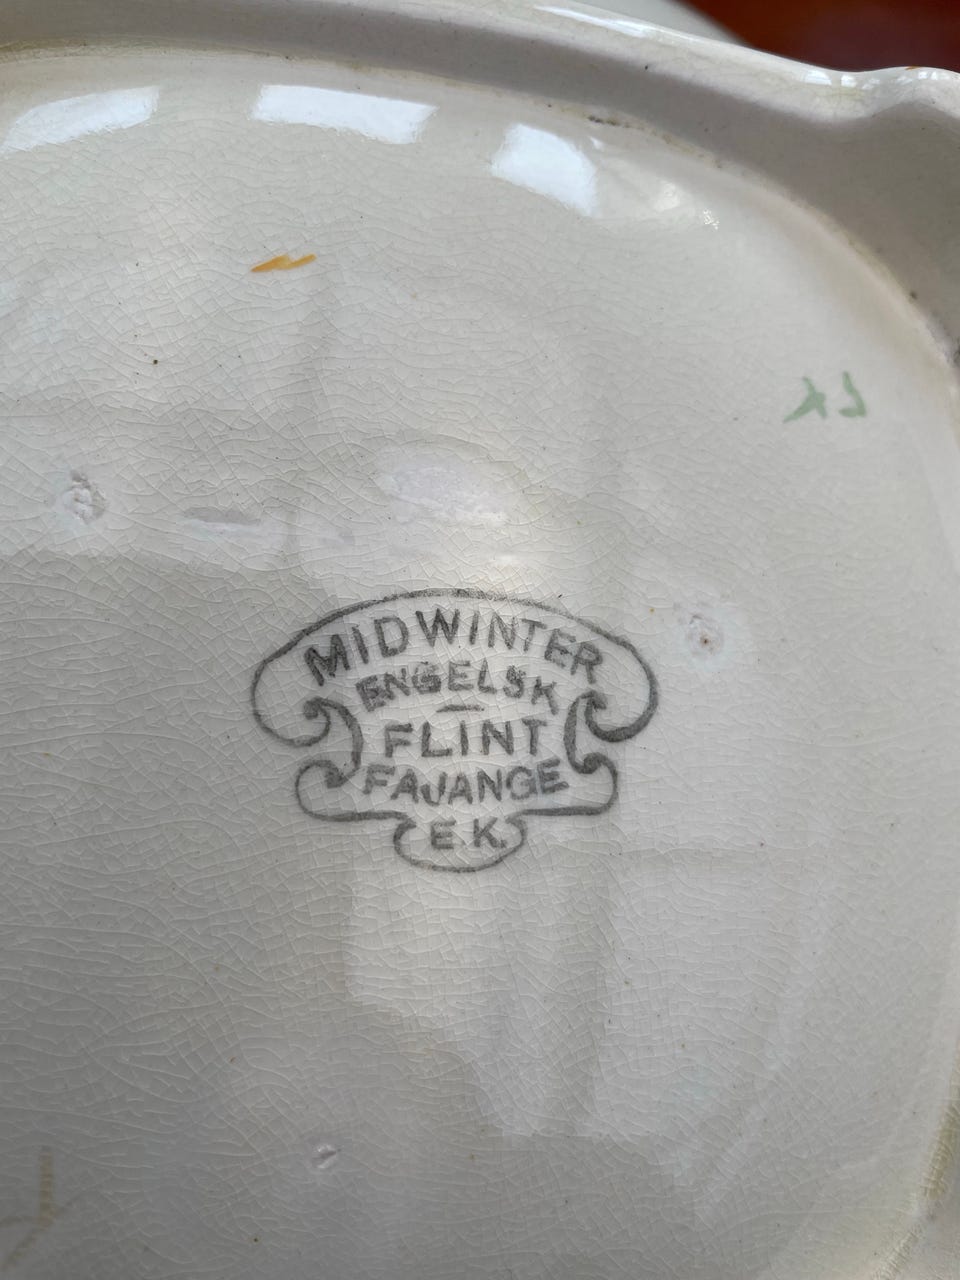 MIDWINTER
ENGELSK
FLINT
FAJANGE
E.K.